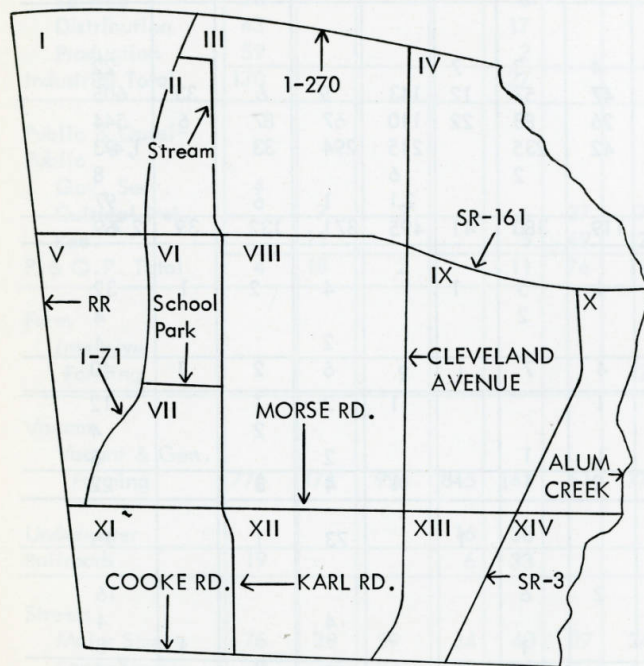 I
II
III
1-270
IV
Stream
SR-161
V
VI
VIII
IX
X
RR
School
Park
1-71
CLEVELAND
AVENUE
VII
MORSE RD.
ALUM
CREEK
XI
XII
XIII
XIV
COOKE RD.
KARL RD.
SR-3